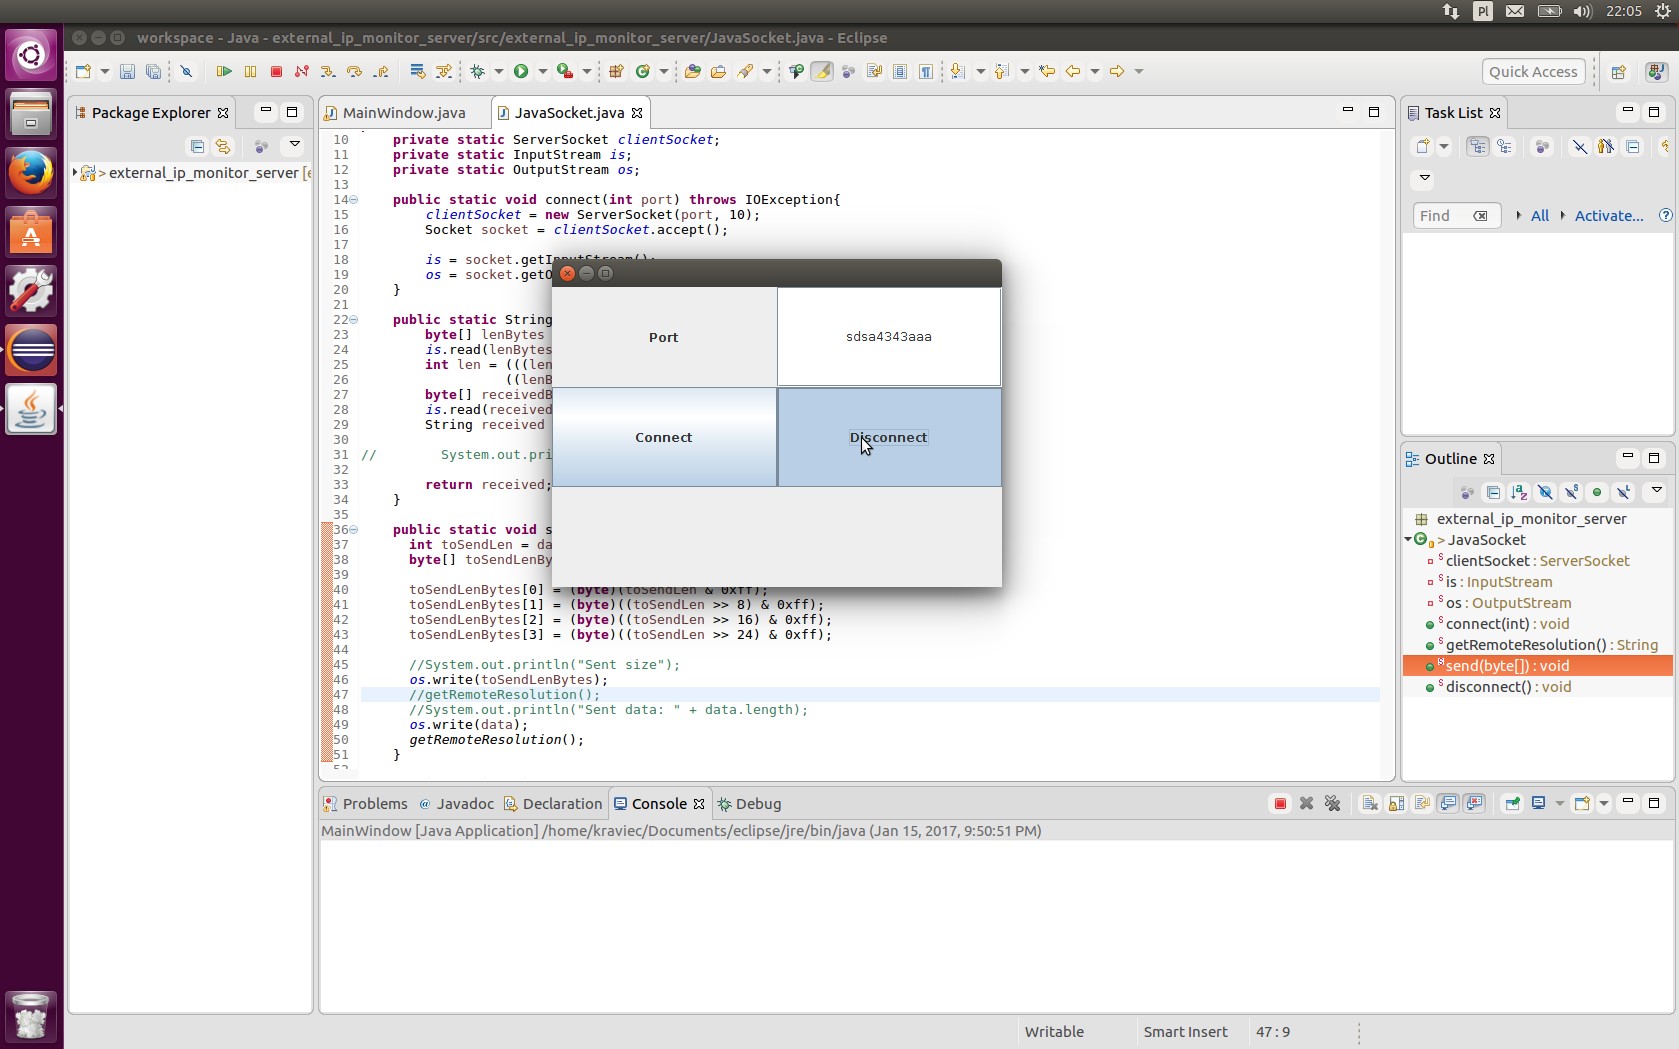 Pl
22:05
workspace - Java - external_ip_monitor_server/src/external_ip_monitor_server/JavaSocket.java - Eclipse
Quick Access
Package Explorer
> external_ip_monitor_server [e
MainWindow.java
JavaSocket.java
10 private static ServerSocket clientSocket;
11 private static InputStream is;
12 private static OutputStream os;
13
14 public static void connect(int port) throws IOException{
15 clientSocket = new ServerSocket(port, 10);
16 Socket socket = clientSocket.accept();
17
18 is = socket.getInputStream();
19 os = socket.getO
20 }
21
22 public static String
23 byte[] lenBytes
24 is.read(lenBytes
25 int len = (((len
26 ((lenB
27 byte[] receivedB
28 is.read(received
29 String received
30
31 // System.out.pri
32
33 return received;
34 }
35
36 public static void s
37 int toSendLen = da
38 byte[] toSendLenBy
39
40 toSendLenBytes[0] = (byte)(toSendLen & 0xff);
41 toSendLenBytes[1] = (byte)((toSendLen >> 8) & 0xff);
42 toSendLenBytes[2] = (byte)((toSendLen >> 16) & 0xff);
43 toSendLenBytes[3] = (byte)((toSendLen >> 24) & 0xff);
44
45 //System.out.println("Sent size");
46 os.write(toSendLenBytes);
47 //getRemoteResolution();
48 //System.out.println("Sent data: " + data.length);
49 os.write(data);
50 getRemoteResolution();
51 }
Port
sdsa4343aaa
Connect
Disconnect
Task List
Find
All
Activate...
Outline
external_ip_monitor_server
> JavaSocket
clientSocket : ServerSocket
is : InputStream
os : OutputStream
connect(int) : void
getRemoteResolution() : String
send(byte[]) : void
disconnect() : void
Problems
@ Javadoc
Declaration
Console
Debug
MainWindow [Java Application] /home/kraviec/Documents/eclipse/jre/bin/java (Jan 15, 2017, 9:50:51 PM)
Writable
Smart Insert
47 : 9